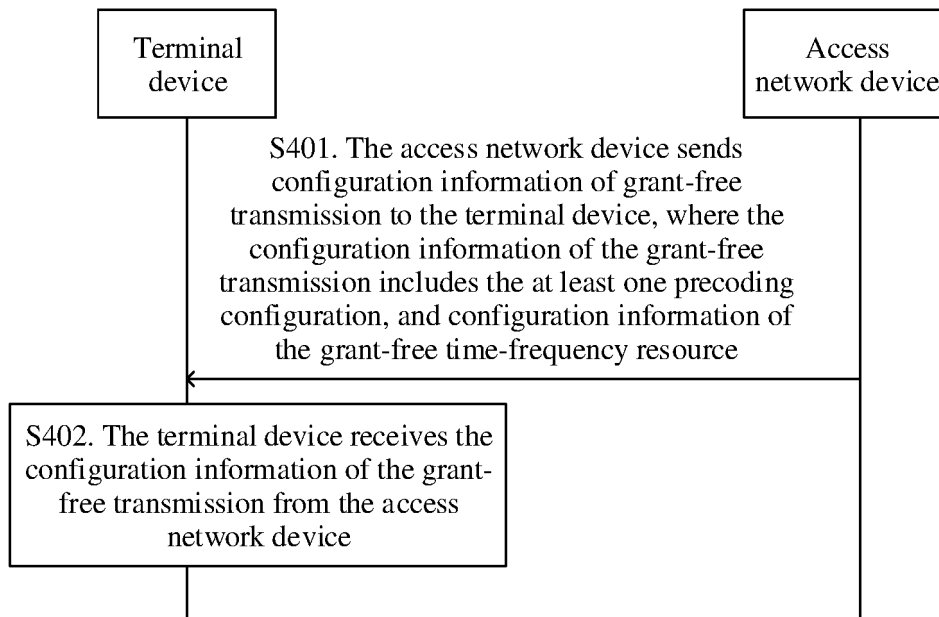 Terminal
device
Access
network device
S401. The access network device sends
configuration information of grant-free
transmission to the terminal device, where the
configuration information of the grant-free
transmission includes the at least one precoding
configuration, and configuration information of
the grant-free time-frequency resource
S402. The terminal device receives the
configuration information of the grant-
free transmission from the access
network device